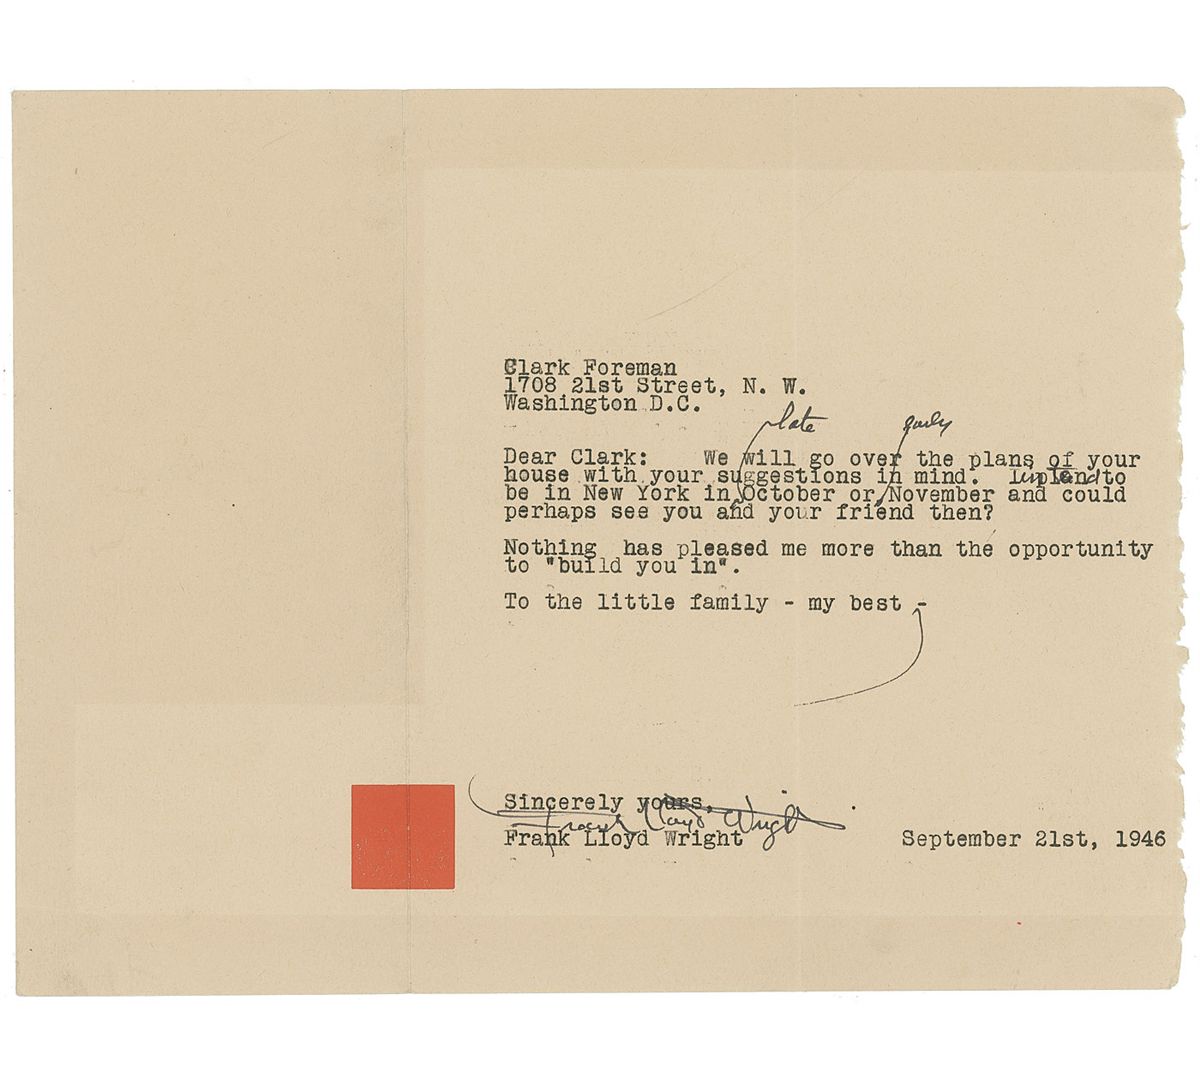 Clark Foreman
1708 21st Street, N. W.
Washington D.C.
late early
Dear Clark: We will go over the plans of your
house with your suggestions in mind. to
be in New York in October or November and could
perhaps see you and your friend then?
Nothing has pleased me more than the opportunity
to "build you in".
To the little family - my best -
Sincerely yours,
Frank Lloyd Wright
Frank Lloyd Wright September 21st, 1946